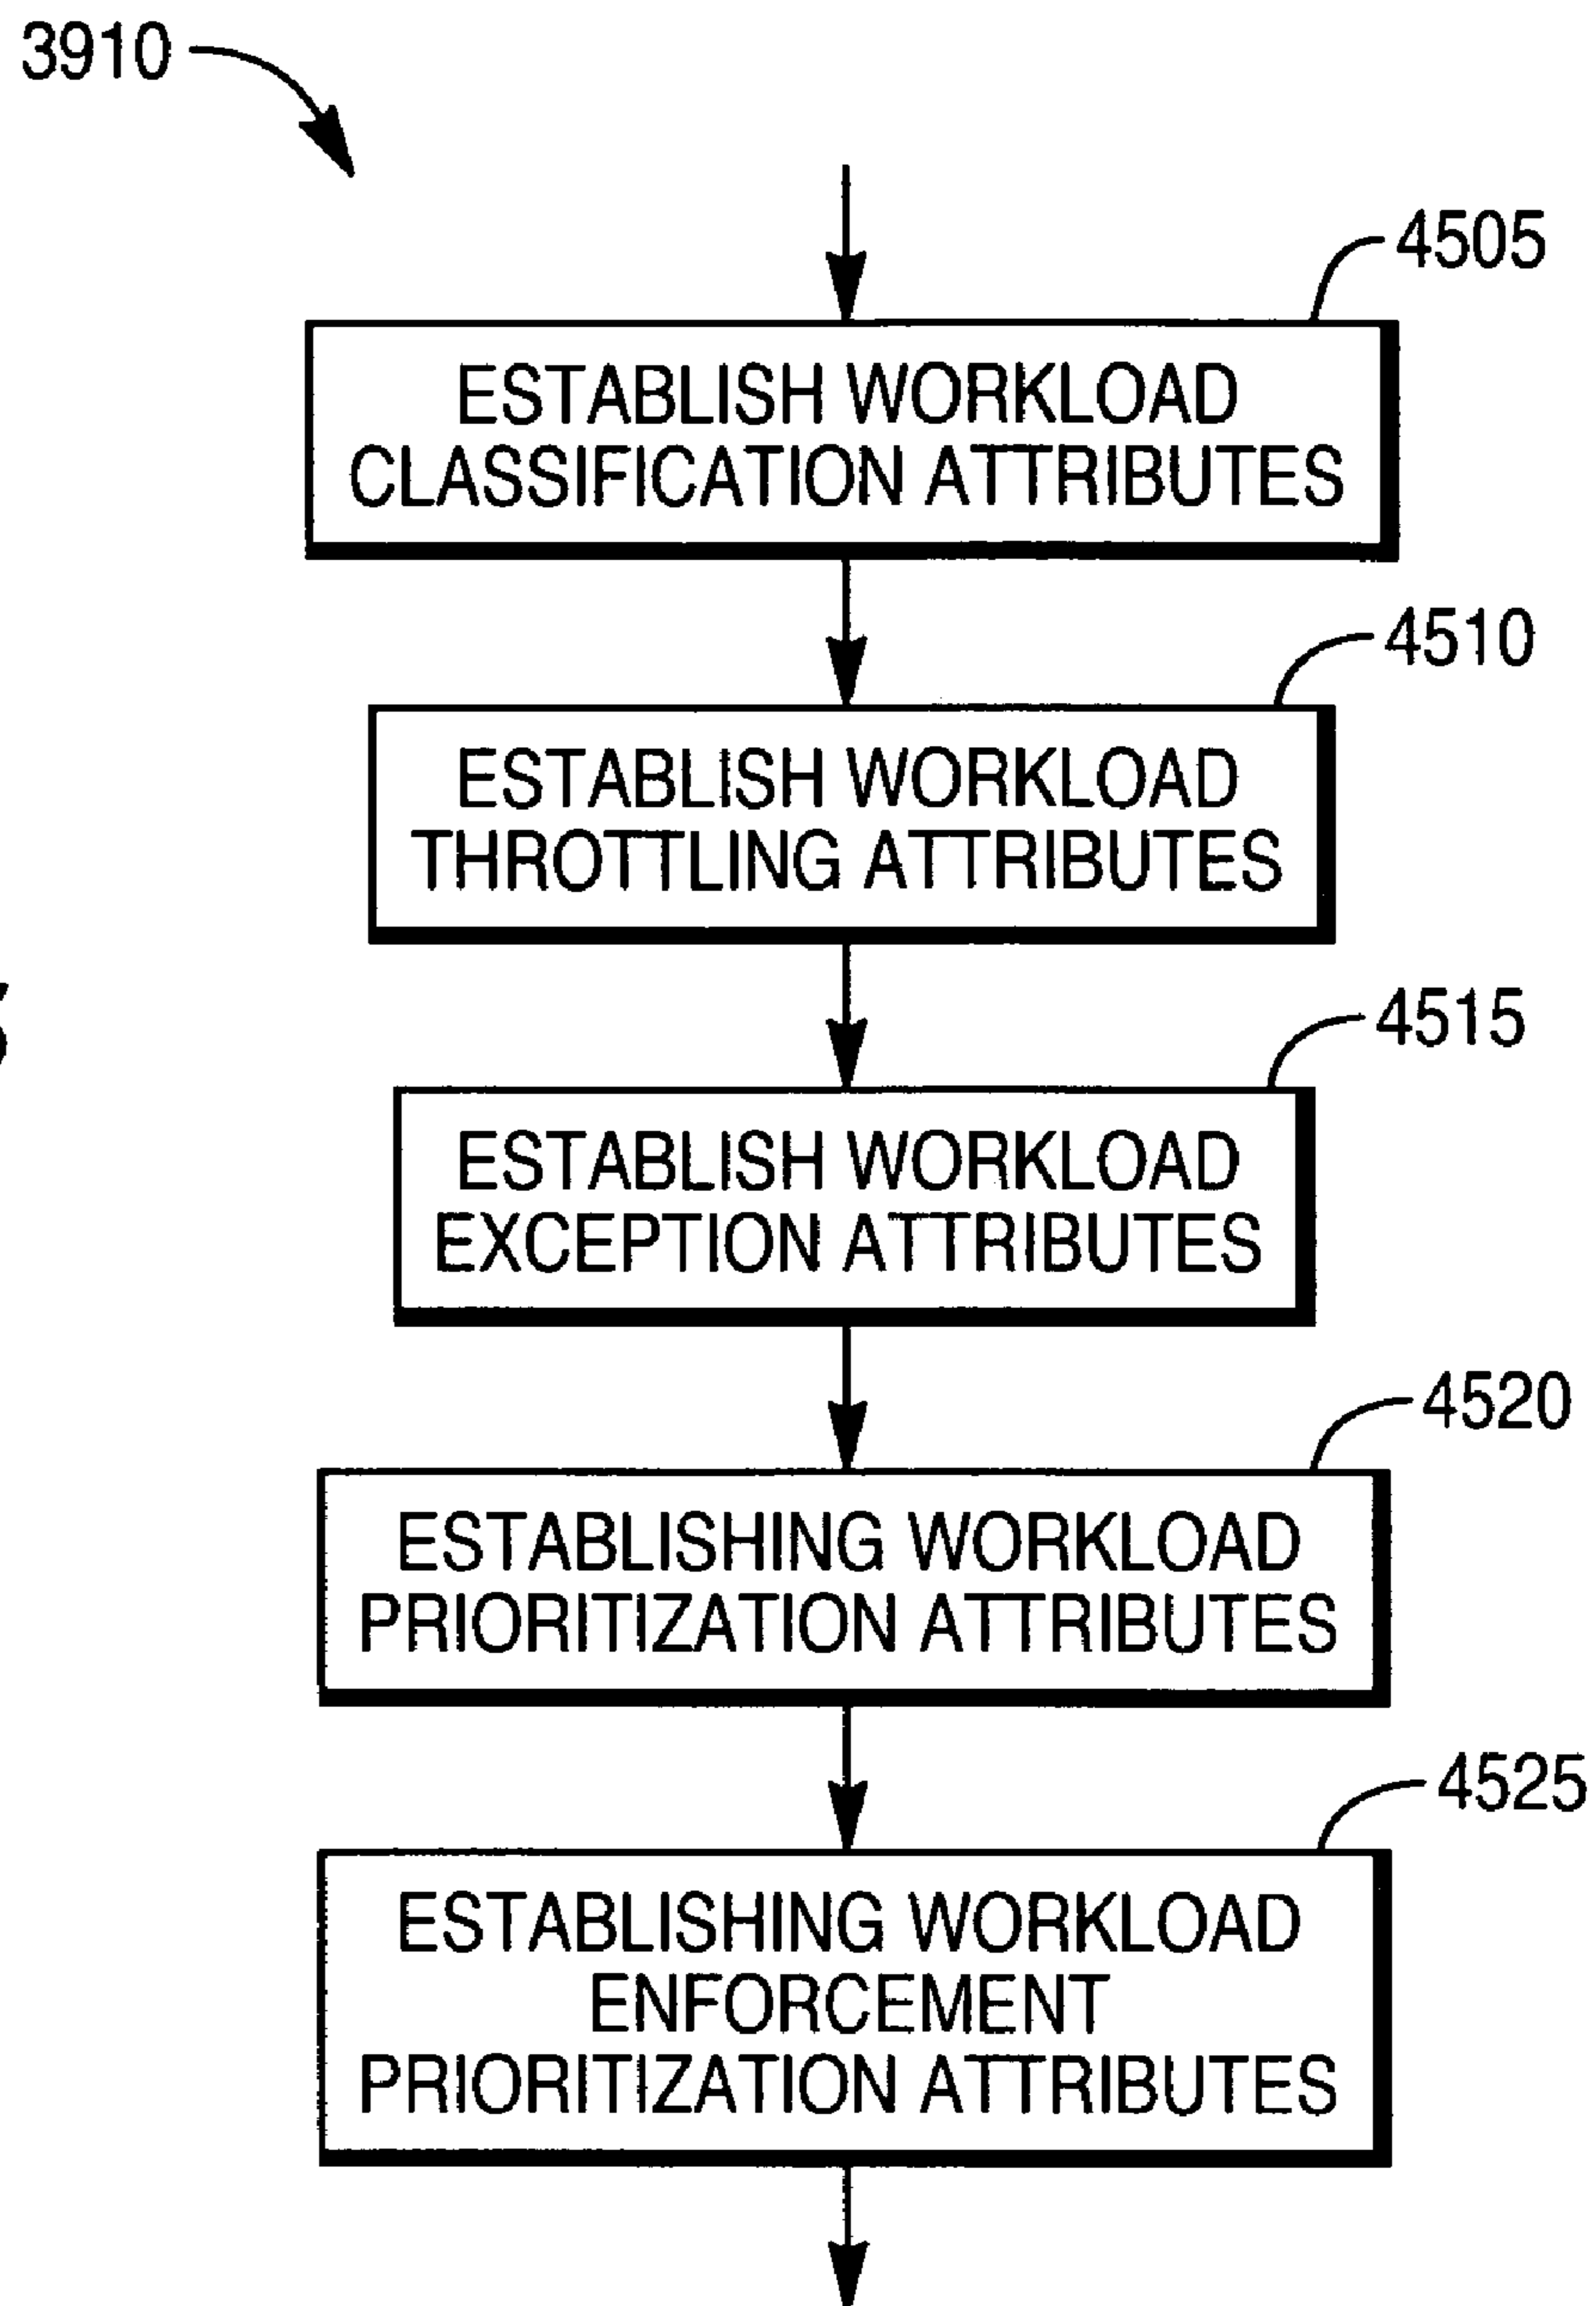 3910
4505
ESTABLISH WORKLOAD
CLASSIFICATION ATTRIBUTES
4510
ESTABLISH WORKLOAD
THROTTLING ATTRIBUTES
4515
ESTABLISH WORKLOAD
EXCEPTION ATTRIBUTES
4520
ESTABLISHING WORKLOAD
PRIORITIZATION ATTRIBUTES
4525
ESTABLISHING WORKLOAD
ENFORCEMENT
PRIORITIZATION ATTRIBUTES